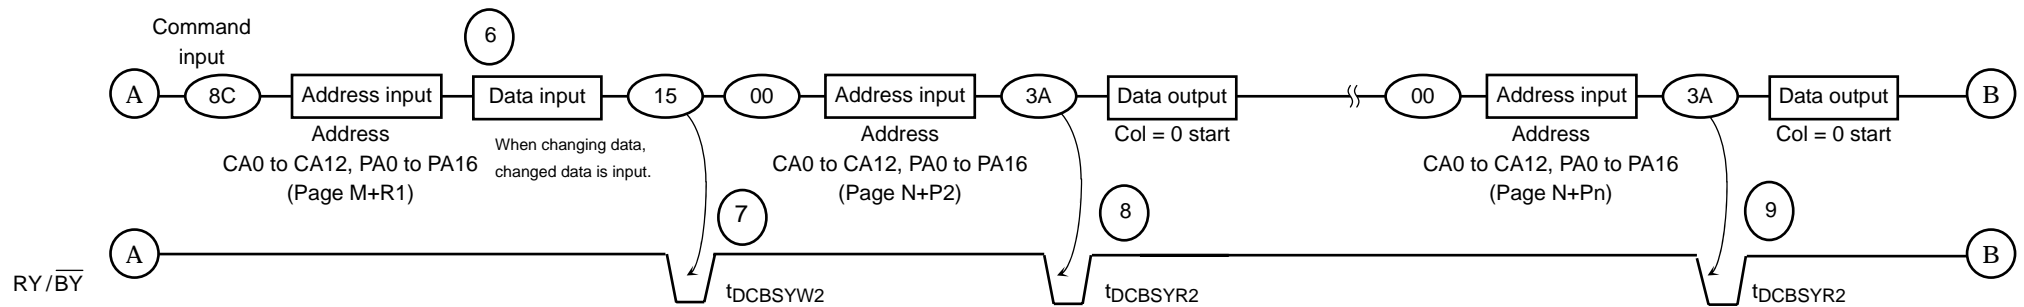 Command
input
6
A 8C Address input Data input 15 00 Address input 3A Data output 00 Address input 3A Data output B
Address
CA0 to CA12, PA0 to PA16
(Page M+R1)
When changing data,
changed data is input.
Address
CA0 to CA12, PA0 to PA16
(Page N+P2)
Col = 0 start
Address
CA0 to CA12, PA0 to PA16
(Page N+Pn)
Col = 0 start
7
8
9
A B
RY/BY
tDCBSYW2
tDCBSYR2
tDCBSYR2